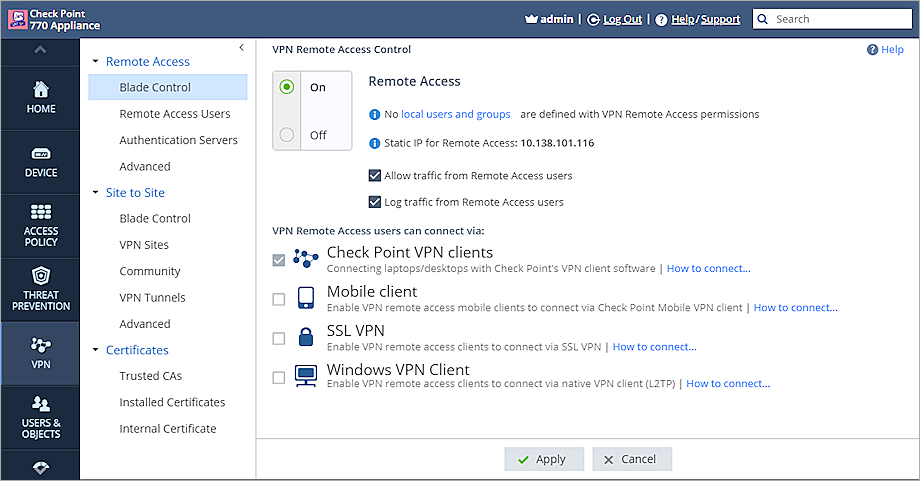 Check Point
770 Appliance
admin | Log Out | Help/Support
Search
HOME
DEVICE
ACCESS
POLICY
THREAT
PREVENTION
VPN
USERS &
OBJECTS
Remote Access
Blade Control
Remote Access Users
Authentication Servers
Advanced
Site to Site
Blade Control
VPN Sites
Community
VPN Tunnels
Advanced
Certificates
Trusted CAs
Installed Certificates
Internal Certificate
VPN Remote Access Control
Help
On
Off
Remote Access
No local users and groups are defined with VPN Remote Access permissions
Static IP for Remote Access: 10.138.101.116
Allow traffic from Remote Access users
Log traffic from Remote Access users
VPN Remote Access users can connect via:
Check Point VPN clients
Connecting laptops/desktops with Check Point's VPN client software | How to connect...
Mobile client
Enable VPN remote access mobile clients to connect via Check Point Mobile VPN client | How to connect...
SSL VPN
Enable VPN remote access clients to connect via SSL VPN | How to connect...
Windows VPN Client
Enable VPN remote access clients to connect via native VPN client (L2TP) | How to connect...
Apply
Cancel